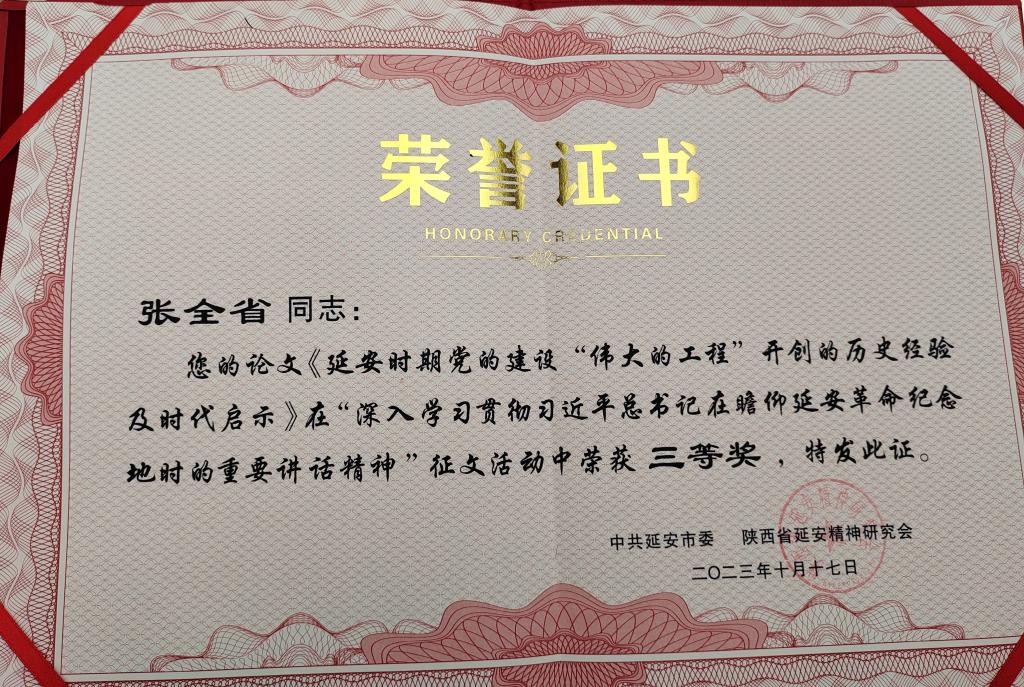 荣誉证书
HONORARY CREDENTIAL
张全省 同志：
您的论文《延安时期党的建设“伟大的工程”开创的历史经验
及时代启示》在“深入学习贯彻习近平总书记在瞻仰延安革命纪念
地时的重要讲话精神”征文活动中荣获 三等奖 ，特发此证。
中共延安市委 陕西省延安精神研究会
二〇二三年十月十七日